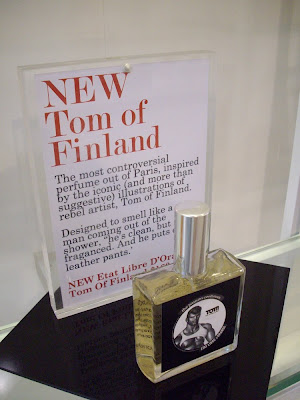 NEW
Tom of
Finland
The most controversial
perfume out of Paris, inspired
by the iconic (and more than
suggestive) illustrations of
rebel artist, Tom of Finland.
Designed to smell like a
man coming out of the
shower, "he's clean, but
fraganced. And he puts
leather pants.'
NEW Etat Libre D'Ora
Tom Of Finland
TOM